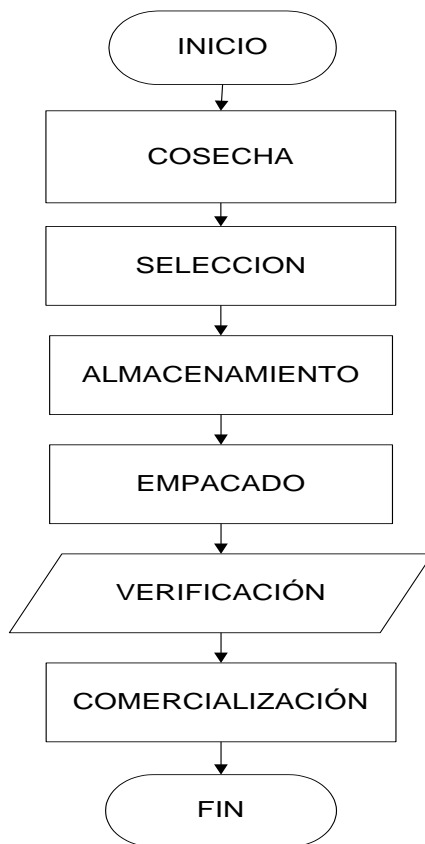 INICIO
COSECHA
SELECCION
ALMACENAMIENTO
EMPACADO
VERIFICACIÓN
COMERCIALIZACIÓN
FIN